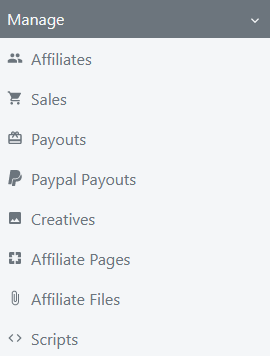 Manage
Affiliates
Sales
Payouts
Paypal Payouts
Creatives
Affiliate Pages
Affiliate Files
Scripts